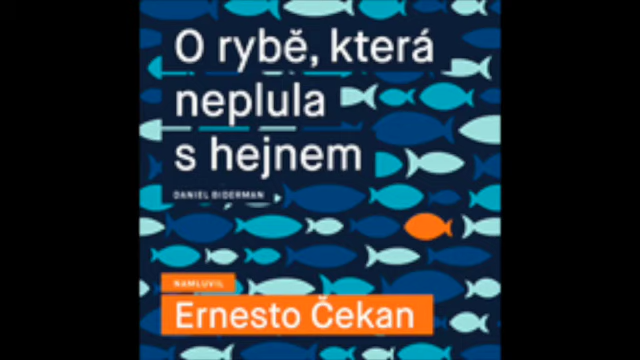 O rybě, která
neplula
s hejnem
DANIEL BIDERMAN
NAMLUVIL
Ernesto Čekan